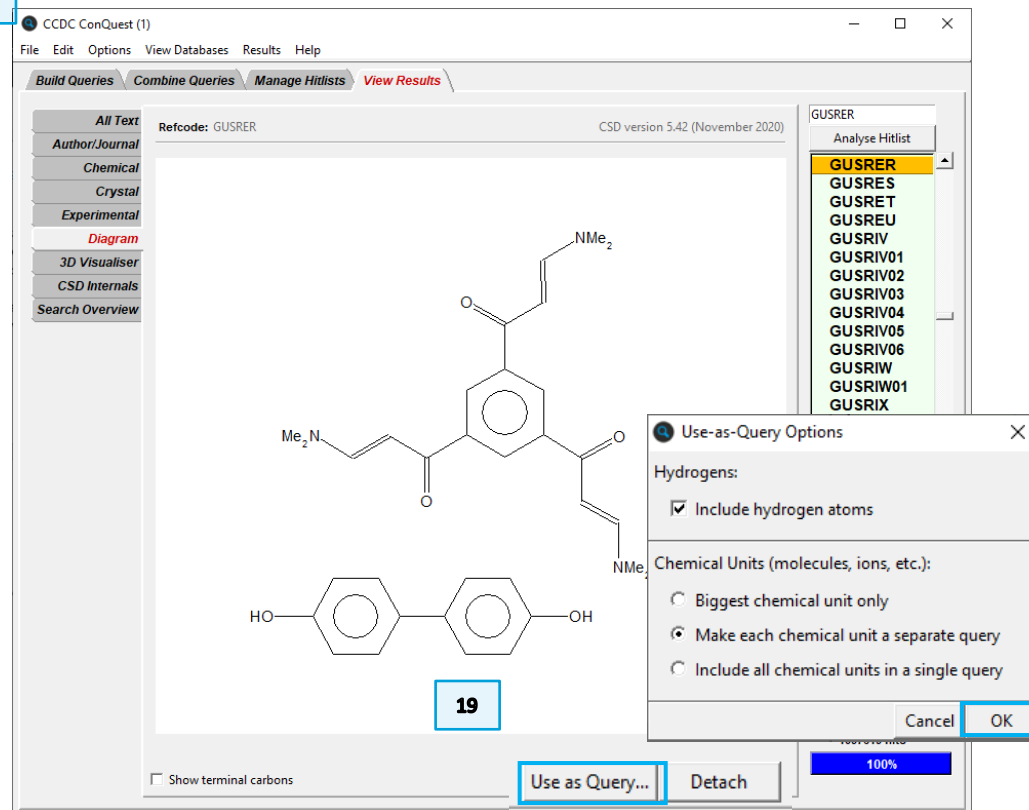 CCDC ConQuest (1)
File Edit Options View Databases Results Help
Build Queries Combine Queries Manage Hitlists View Results
All Text
Author/Journal
Chemical
Crystal
Experimental
Diagram
3D Visualiser
CSD Internals
Search Overview
Refcode: GUSRER CSD version 5.42 (November 2020)
NMe2
O
Me2N
O
O
NMe
HO
OH
19
Show terminal carbons
Use as Query... Detach
GUSRER
Analyse Hitlist
GUSRER
GUSRES
GUSRET
GUSREU
GUSRIV
GUSRIV01
GUSRIV02
GUSRIV03
GUSRIV04
GUSRIV05
GUSRIV06
GUSRIW
GUSRIW01
GUSRIX
Use-as-Query Options
Hydrogens:
Include hydrogen atoms
Chemical Units (molecules, ions, etc.):
Biggest chemical unit only
Make each chemical unit a separate query
Include all chemical units in a single query
Cancel OK
100%